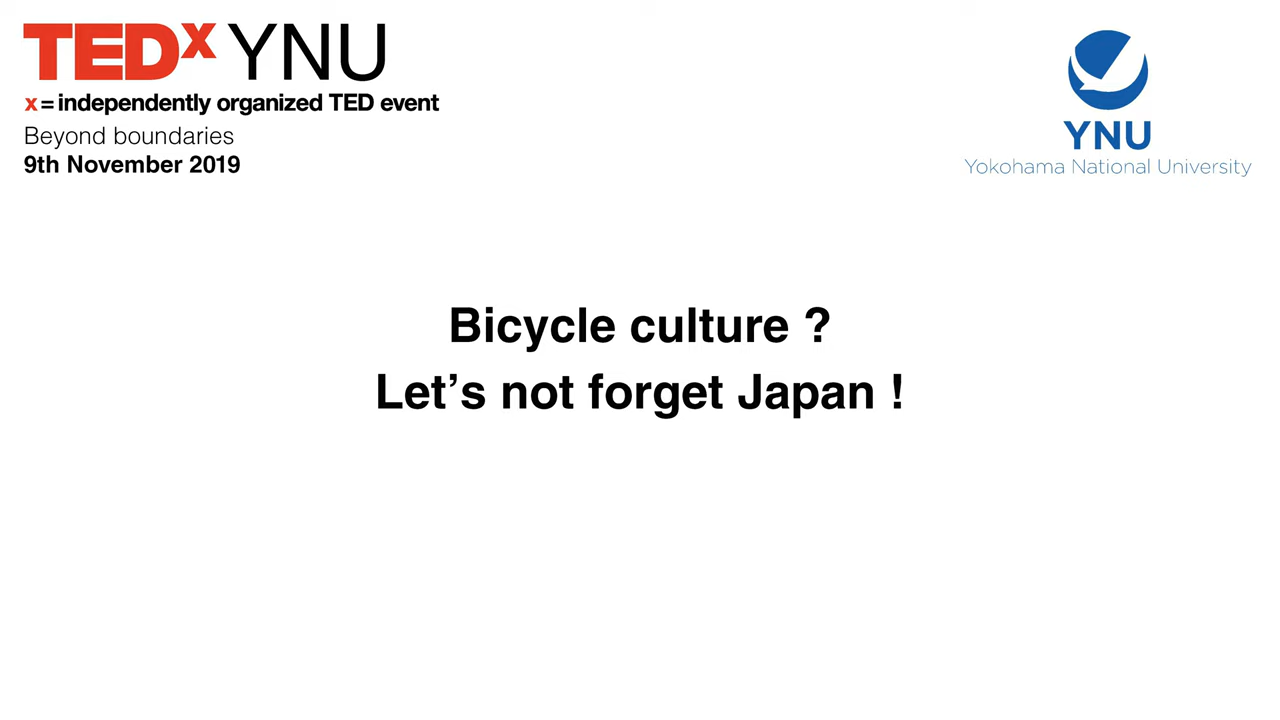 TEDx YNU
x = independently organized TED event
Beyond boundaries
9th November 2019
YNU
Yokohama National University
Bicycle culture ?
Let’s not forget Japan !